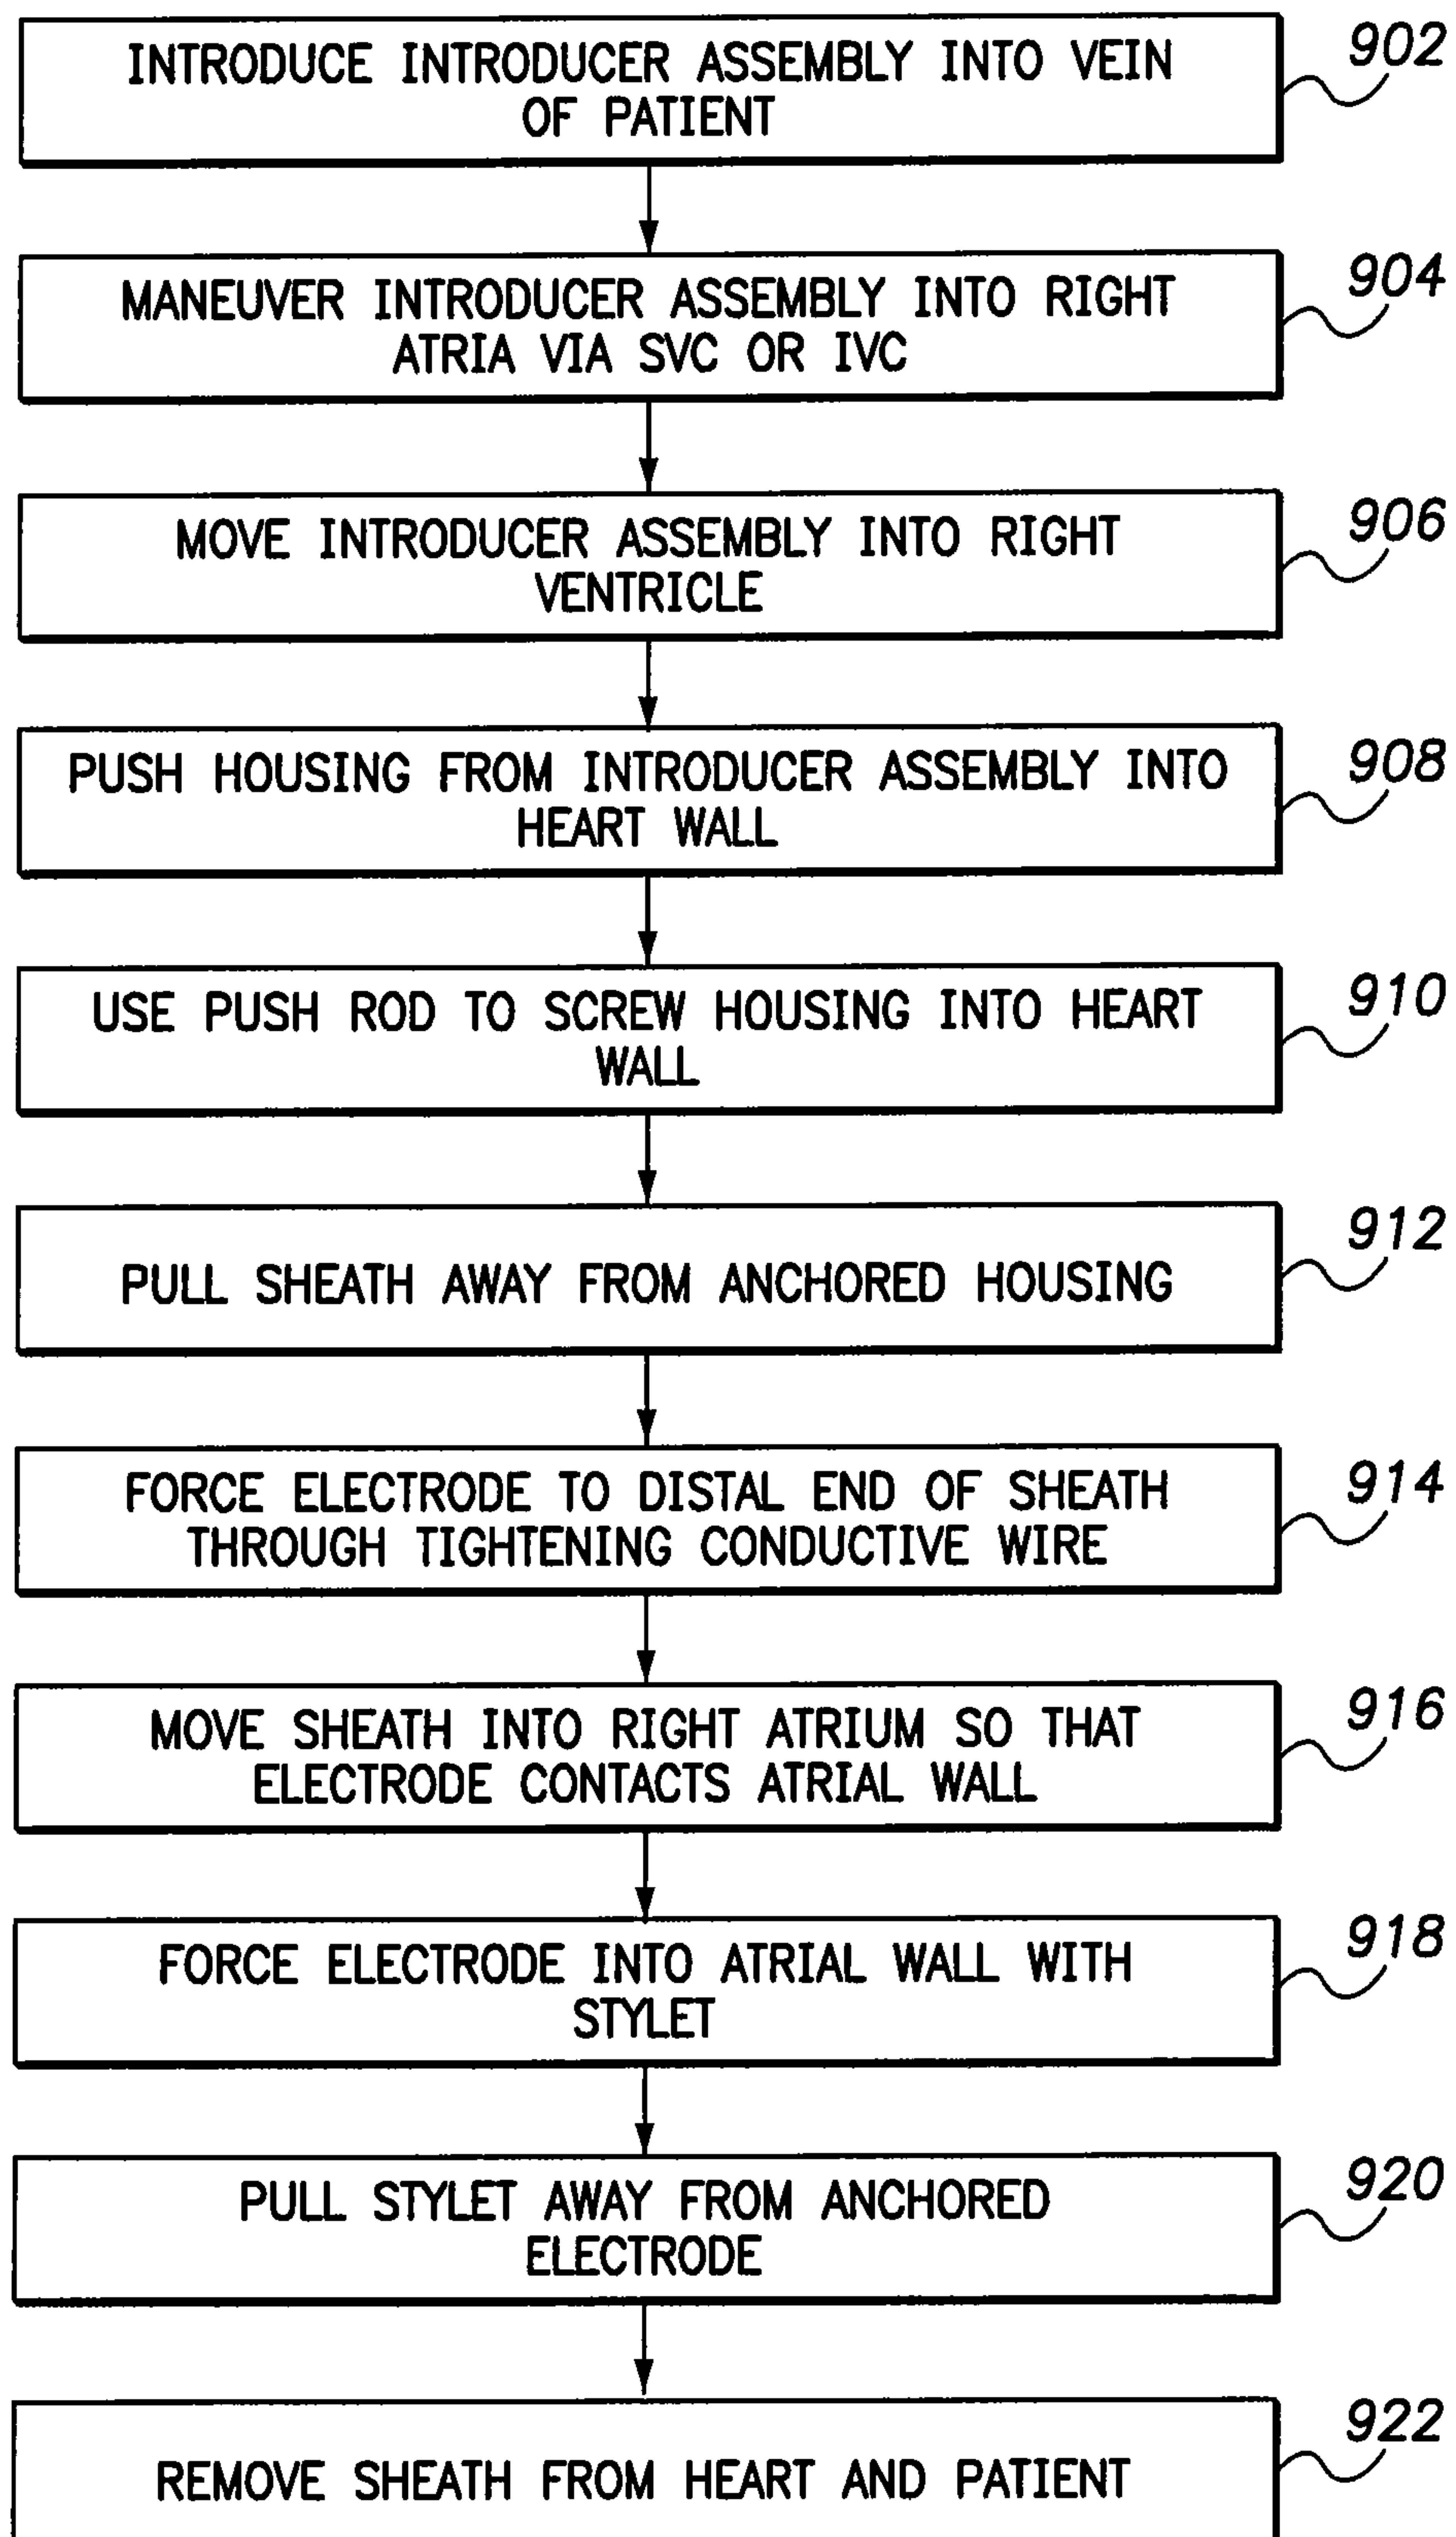 INTRODUCE INTRODUCER ASSEMBLY INTO VEIN
OF PATIENT
902
MANEUVER INTRODUCER ASSEMBLY INTO RIGHT
ATRIA VIA SVC OR IVC
904
MOVE INTRODUCER ASSEMBLY INTO RIGHT
VENTRICLE
906
PUSH HOUSING FROM INTRODUCER ASSEMBLY INTO
HEART WALL
908
USE PUSH ROD TO SCREW HOUSING INTO HEART
WALL
910
PULL SHEATH AWAY FROM ANCHORED HOUSING
912
FORCE ELECTRODE TO DISTAL END OF SHEATH
THROUGH TIGHTENING CONDUCTIVE WIRE
914
MOVE SHEATH INTO RIGHT ATRIUM SO THAT
ELECTRODE CONTACTS ATRIAL WALL
916
FORCE ELECTRODE INTO ATRIAL WALL WITH
STYLET
918
PULL STYLET AWAY FROM ANCHORED
ELECTRODE
920
REMOVE SHEATH FROM HEART AND PATIENT
922